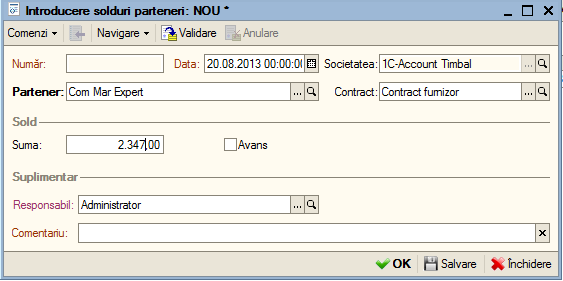 Introducere solduri parteneri: NOU *
Comenzi Navigare Validare Anulare
Număr: Data: 20.08.2013 00:00:0 Societatea: 1C-Account Timbal
Partener: Com Mar Expert Contract: Contract furnizor
Sold
Suma: 2.347,00 Avans
Suplimentar
Responsabil: Administrator
Comentariu:
OK Salvare Închidere